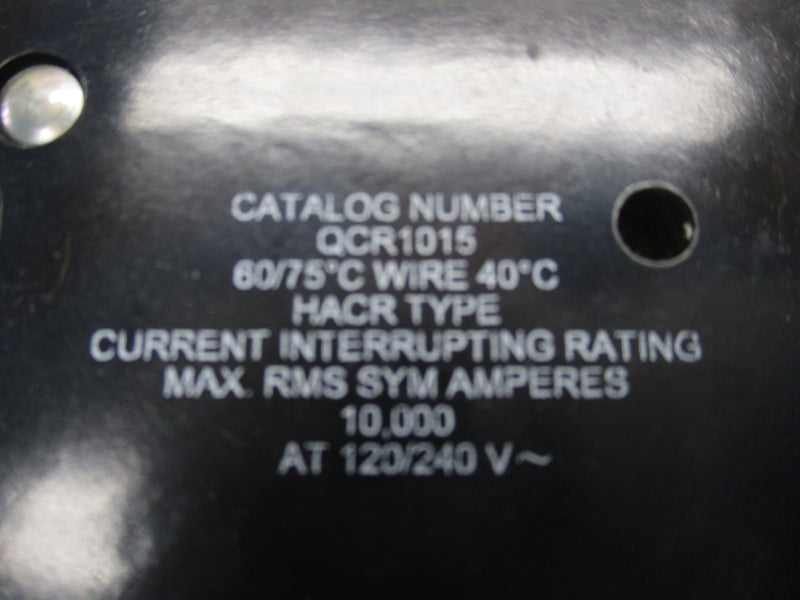 CATALOG NUMBER
QCR1015
60/75°C WIRE 40°C
HACR TYPE
CURRENT INTERRUPTING RATING
MAX. RMS SYM AMPERES
10,000
AT 120/240 V~